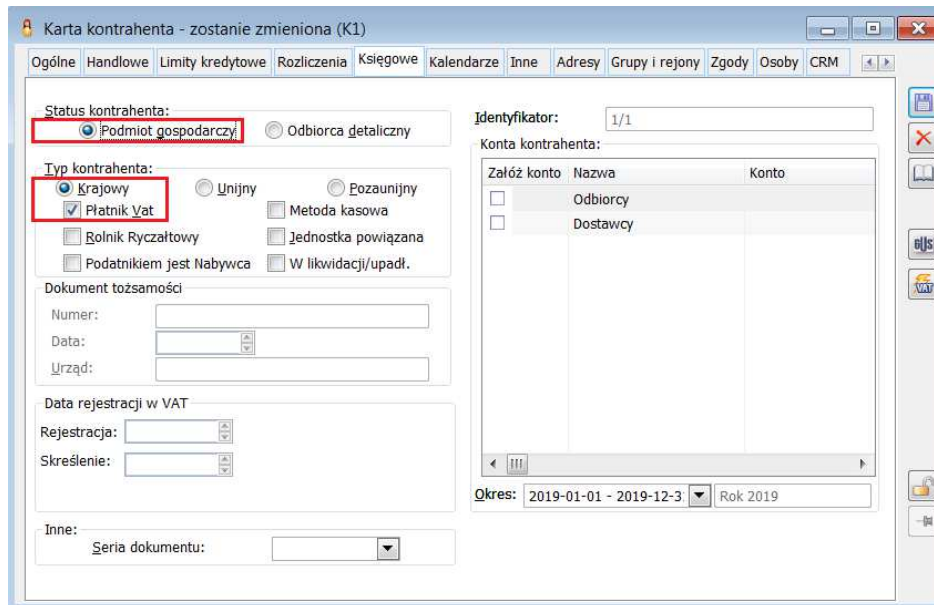 Karta kontrahenta - zostanie zmieniona (K1)
Ogólne Handlowe Limity kredytowe Rozliczenia Księgowe Kalendarze Inne Adresy Grupy i rejony Zgody Osoby CRM
Status kontrahenta:
Podmiot gospodarczy Odbiorca detaliczny
Typ kontrahenta:
Krajowy Unijny Pozaunijny
Płatnik Vat Metoda kasowa
Rolnik Ryczałtowy Jednostka powiązana
Podatnikiem jest Nabywca W likwidacji/upadł.
Dokument tożsamości
Numer:
Data:
Urząd:
Data rejestracji w VAT
Rejestracja:
Skreślenie:
Inne:
Seria dokumentu:
Identyfikator: 1/1
Konta kontrahenta:
Załóż konto Nazwa Konto
Odbiorcy
Dostawcy
Okres: 2019-01-01 - 2019-12-3 Rok 2019
GUS
VAT